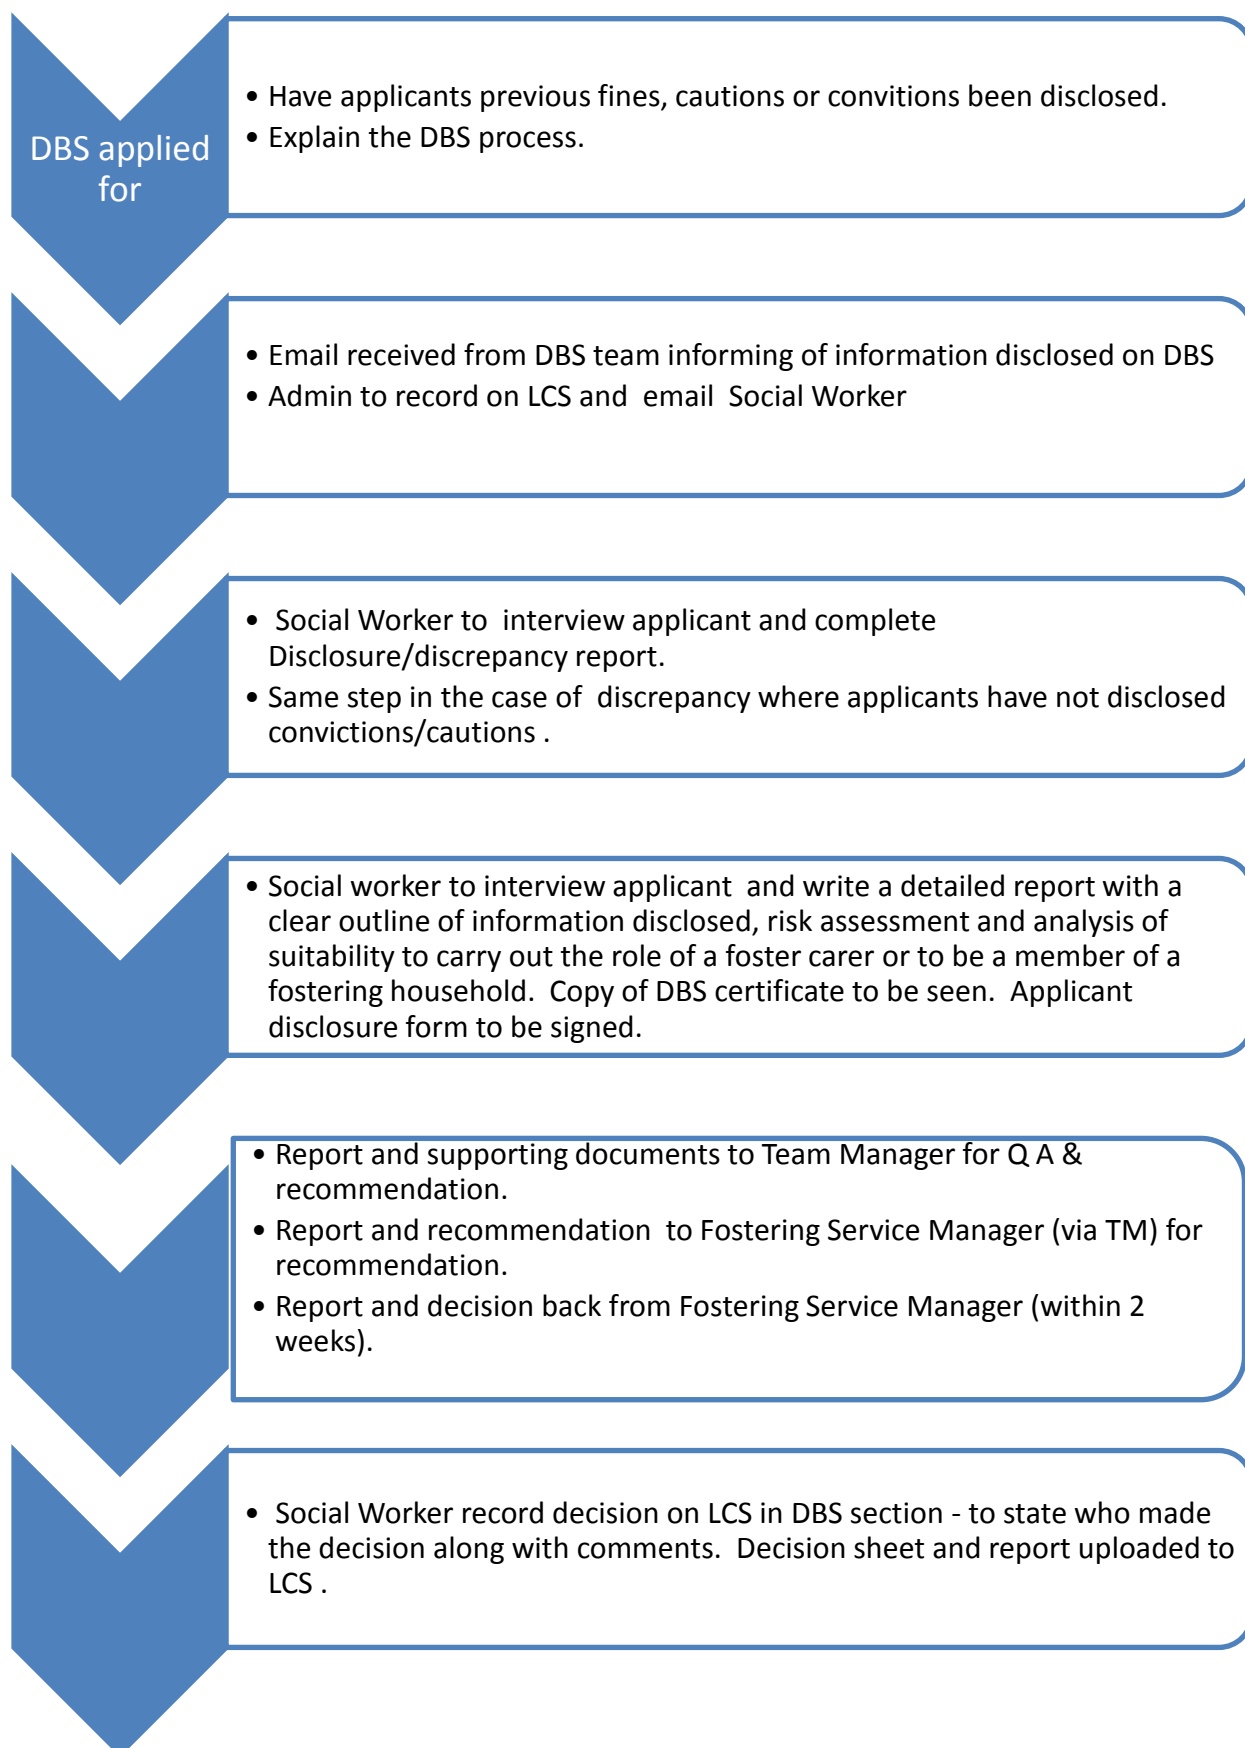 DBS applied
for
• Have applicants previous fines, cautions or convitions been disclosed.
• Explain the DBS process.
• Email received from DBS team informing of information disclosed on DBS
• Admin to record on LCS and  email  Social Worker
• Social Worker to  interview applicant and complete
Disclosure/discrepancy report.
• Same step in the case of  discrepancy where applicants have not disclosed
convictions/cautions .
• Social worker to interview applicant  and write a detailed report with a
clear outline of information disclosed, risk assessment and analysis of
suitability to carry out the role of a foster carer or to be a member of a
fostering household.  Copy of DBS certificate to be seen.  Applicant
disclosure form to be signed.
• Report and supporting documents to Team Manager for Q A &
recommendation.
• Report and recommendation  to Fostering Service Manager (via TM) for
recommendation.
• Report and decision back from Fostering Service Manager (within 2
weeks).
• Social Worker record decision on LCS in DBS section - to state who made
the decision along with comments.  Decision sheet and report uploaded to
LCS .